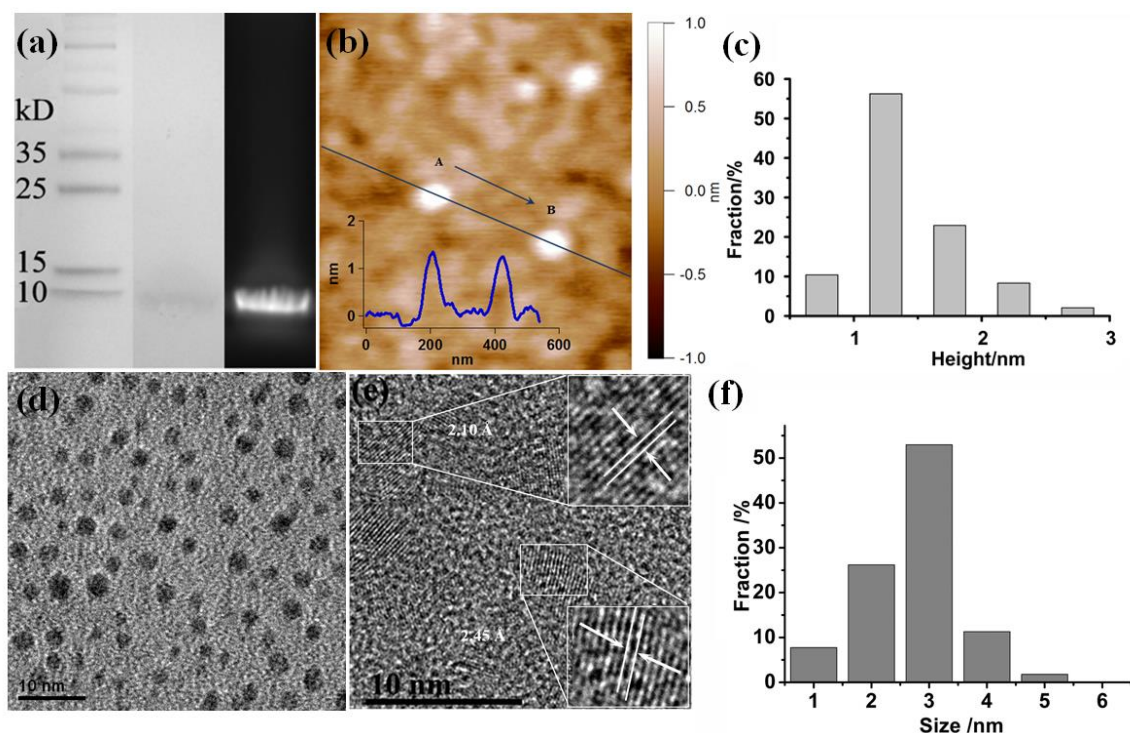 (a)
kD
35
25
15
10
(b)
A
B
2
1
0
nm
0
200
400
600
nm
1.0
0.5
0.0
-0.5
-1.0
nm
(c)
60
50
40
30
20
10
0
Fraction/%
1
2
3
Height/nm
(d)
10 nm
(e)
2.10 Å
2.45 Å
10 nm
(f)
50
40
30
20
10
0
Fraction /%
1
2
3
4
5
6
Size /nm